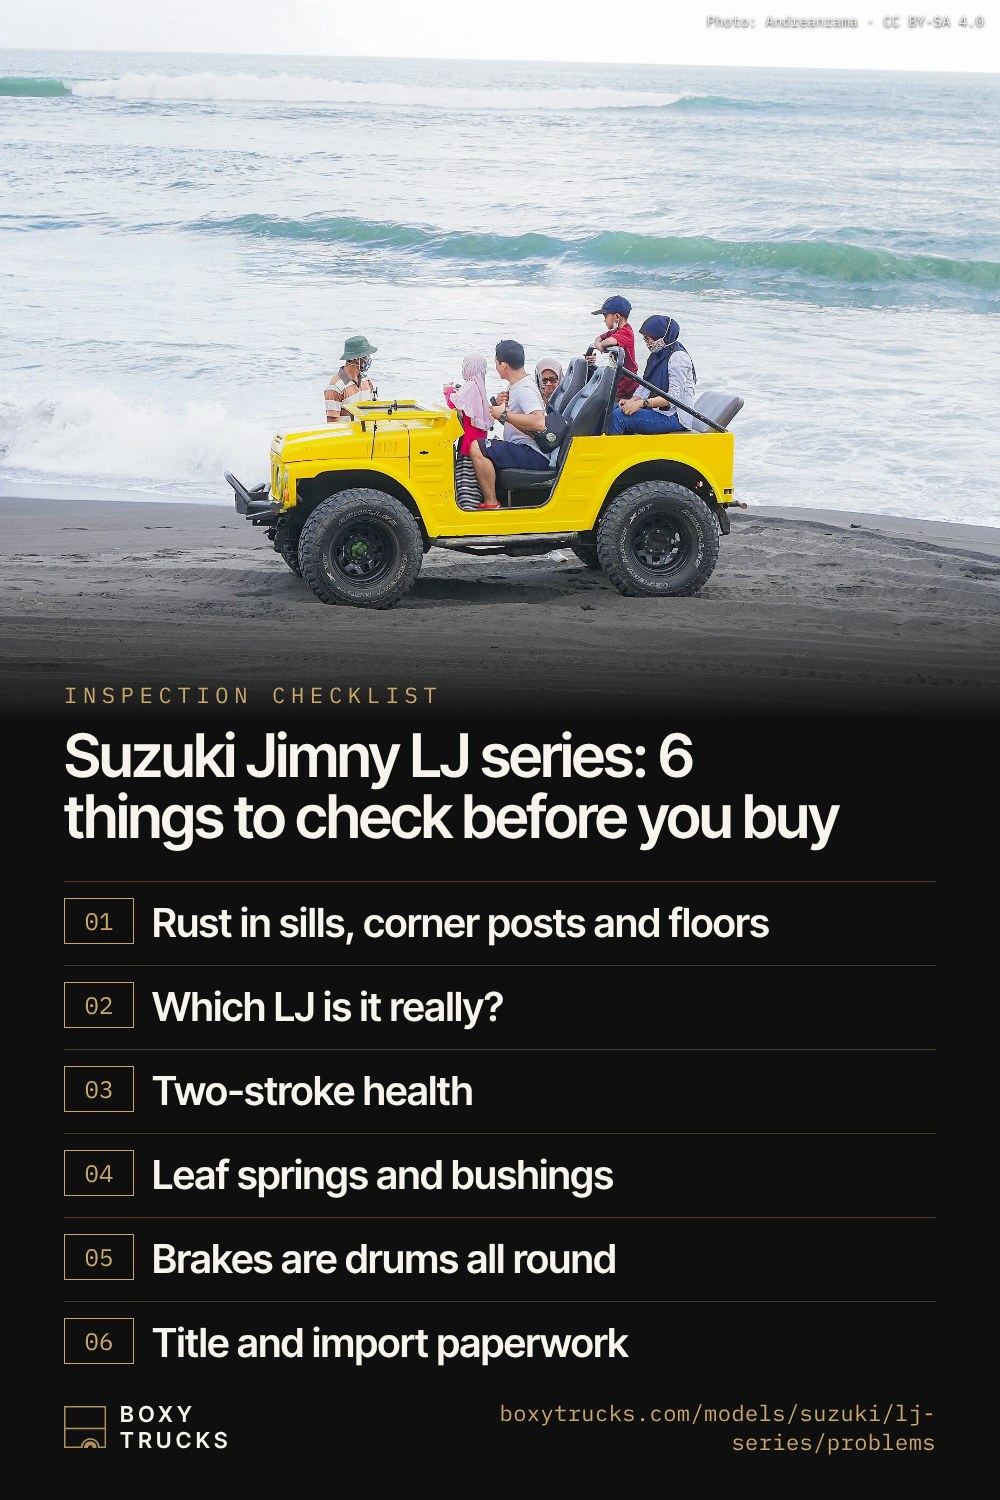 Photo: Andreanrama · CC BY-SA 4.0
INSPECTION CHECKLIST
Suzuki Jimny LJ series: 6
things to check before you buy
01 Rust in sills, corner posts and floors
02 Which LJ is it really?
03 Two-stroke health
04 Leaf springs and bushings
05 Brakes are drums all round
06 Title and import paperwork
BOXY
TRUCKS
boxytrucks.com/models/suzuki/lj-
series/problems